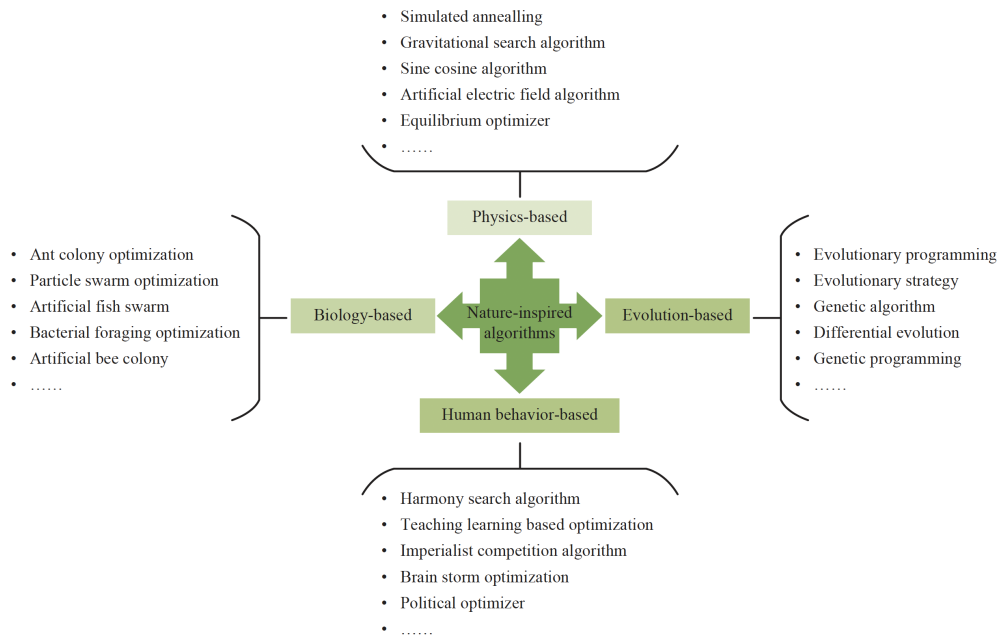 • Simulated annealling
• Gravitational search algorithm
• Sine cosine algorithm
• Artificial electric field algorithm
• Equilibrium optimizer
• ……
Physics-based
• Ant colony optimization
• Particle swarm optimization
• Artificial fish swarm
• Bacterial foraging optimization
• Artificial bee colony
• ……
Biology-based
Nature-inspired
algorithms
Evolution-based
• Evolutionary programming
• Evolutionary strategy
• Genetic algorithm
• Differential evolution
• Genetic programming
• ……
Human behavior-based
• Harmony search algorithm
• Teaching learning based optimization
• Imperialist competition algorithm
• Brain storm optimization
• Political optimizer
• ……